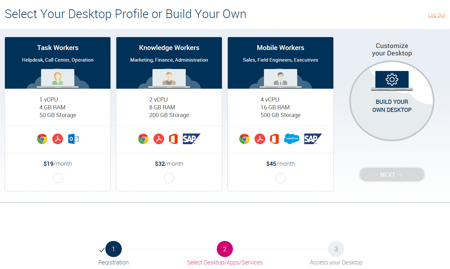 Select Your Desktop Profile or Build Your Own
Log Out
Task Workers
Helpdesk, Call Center, Operation
1 vCPU
4 GB RAM
50 GB Storage
$19/month
Knowledge Workers
Marketing, Finance, Administration
2 vCPU
8 GB RAM
200 GB Storage
SAP
$32/month
Mobile Workers
Sales, Field Engineers, Executives
4 vCPU
16 GB RAM
500 GB Storage
SAP
$45/month
Customize
your Desktop
BUILD YOUR
OWN DESKTOP
NEXT
1
Registration
2
Select Desktop/Apps/Services
3
Access your Desktop